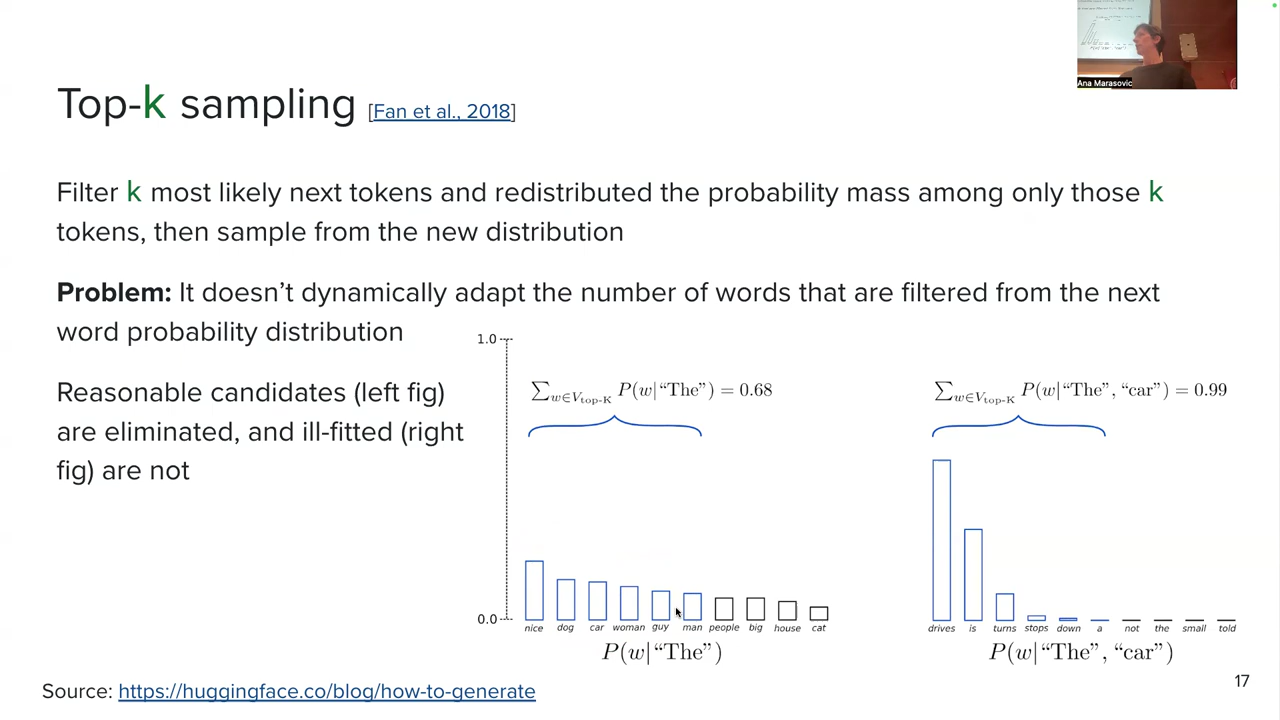 Ana Marasovic
Top-k sampling [Fan et al., 2018]
Filter k most likely next tokens and redistributed the probability mass among only those k
tokens, then sample from the new distribution
Problem: It doesn’t dynamically adapt the number of words that are filtered from the next
word probability distribution
Reasonable candidates (left fig)
are eliminated, and ill-fitted (right
fig) are not
1.0
∑w∈Vtop-K P(w|“The”) = 0.68
0.0
nice dog car woman guy man people big house cat
P(w|“The”)
∑w∈Vtop-K P(w|“The”, “car”) = 0.99
drives is turns stops down a not the small told
P(w|“The”, “car”)
Source: https://huggingface.co/blog/how-to-generate
17